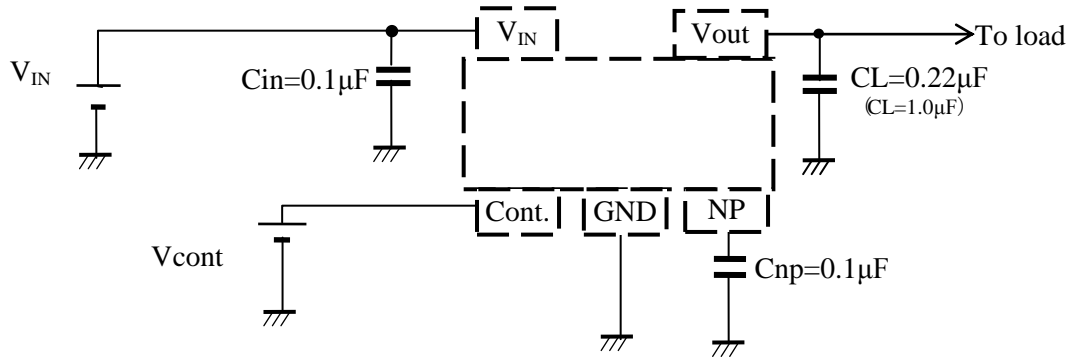 V_IN
Vout
To load
V_IN
Cin=0.1μF
CL=0.22μF
(CL=1.0μF)
Cont.
GND
NP
Vcont
Cnp=0.1μF